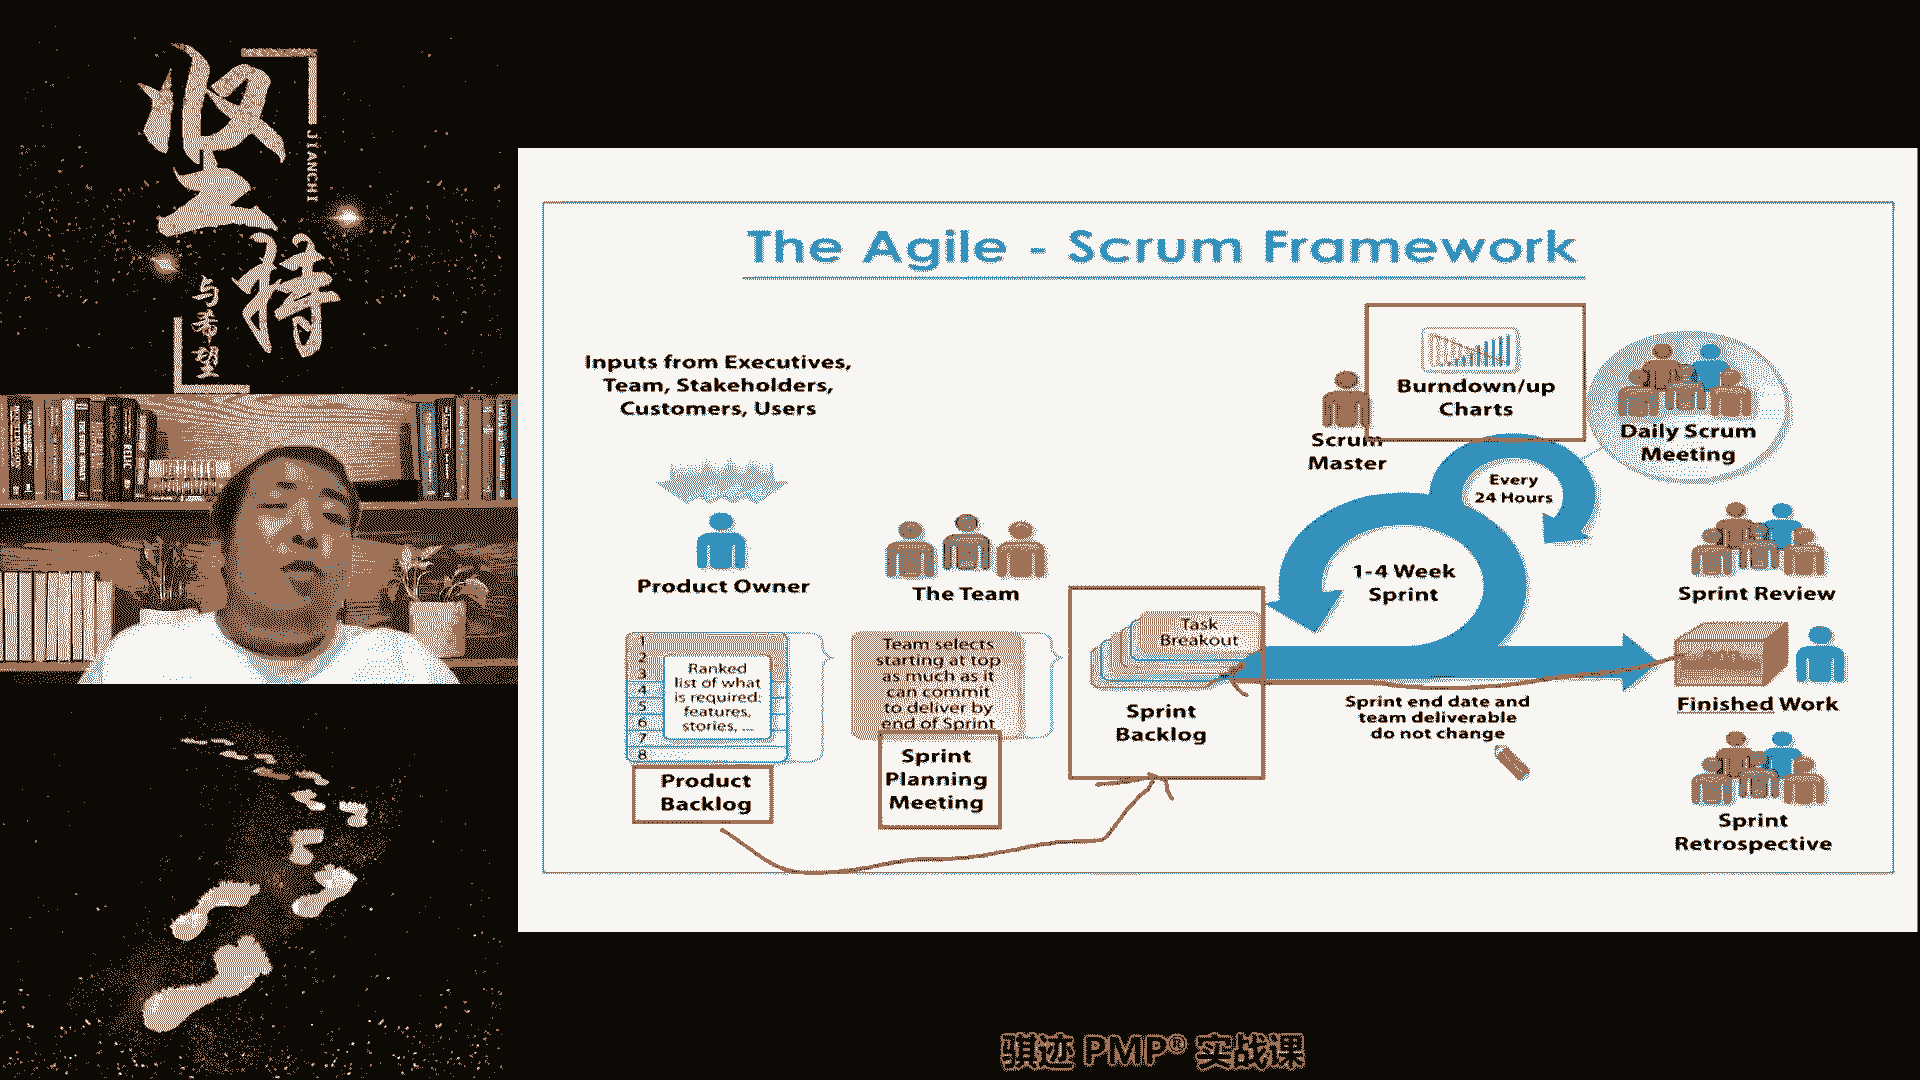 坚持
JIANCHI
与希望
The Agile - Scrum Framework
Inputs from Executives,
Team, Stakeholders,
Customers, Users
Product Owner
The Team
1
2
3
4
5
6
7
8
Ranked
list of what
is required:
features,
stories, ...
Product
Backlog
Team selects
starting at top
as much as it
can commit
to deliver by
end of Sprint
Sprint
Planning
Meeting
Task
Breakout
Sprint
Backlog
Scrum
Master
Burndown/up
Charts
Every
24 Hours
1-4 Week
Sprint
Sprint end date and
team deliverable
do not change
Daily Scrum
Meeting
Sprint Review
Finished Work
Sprint
Retrospective
骐迹 PMP® 实战课